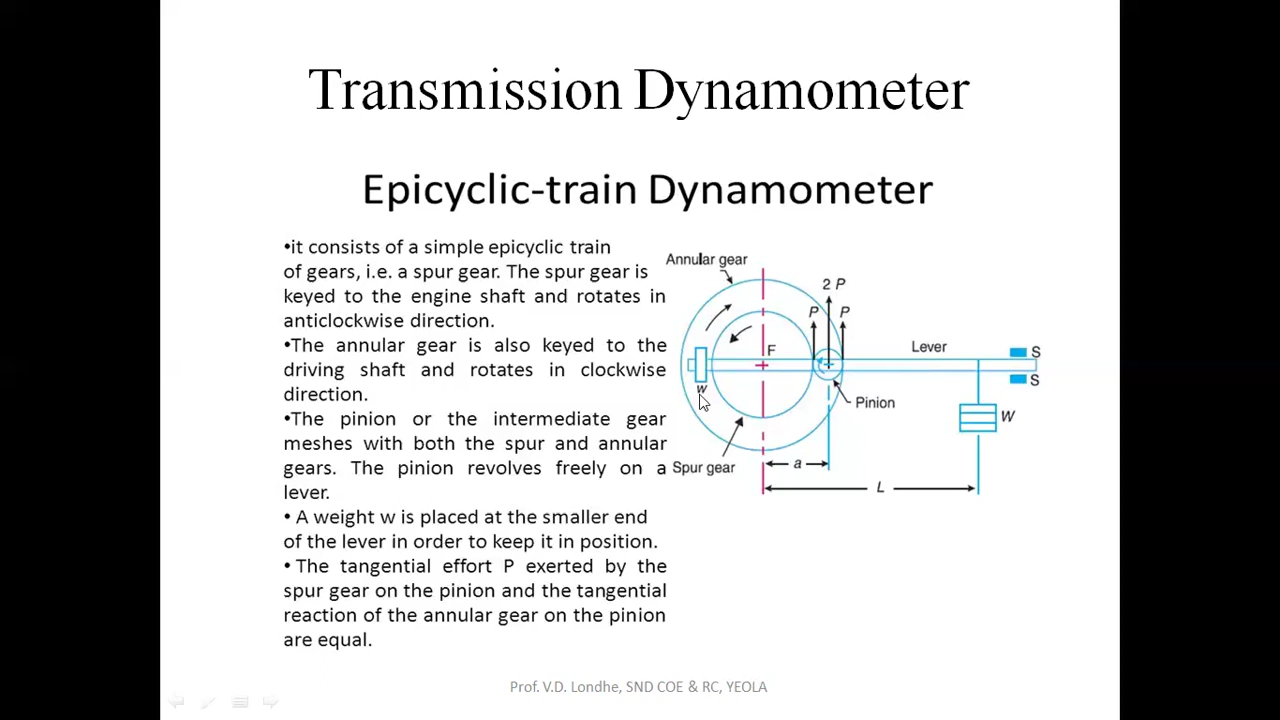 Transmission Dynamometer
Epicyclic-train Dynamometer
•it consists of a simple epicyclic train
of gears, i.e. a spur gear. The spur gear is
keyed to the engine shaft and rotates in
anticlockwise direction.
•The annular gear is also keyed to the
driving shaft and rotates in clockwise
direction.
•The pinion or the intermediate gear
meshes with both the spur and annular
gears. The pinion revolves freely on a
lever.
• A weight w is placed at the smaller end
of the lever in order to keep it in position.
• The tangential effort P exerted by the
spur gear on the pinion and the tangential
reaction of the annular gear on the pinion
are equal.
Annular gear
2 P
P P
F
Lever
S
S
w
Pinion
W
Spur gear
a
L
Prof. V.D. Londhe, SND COE & RC, YEOLA